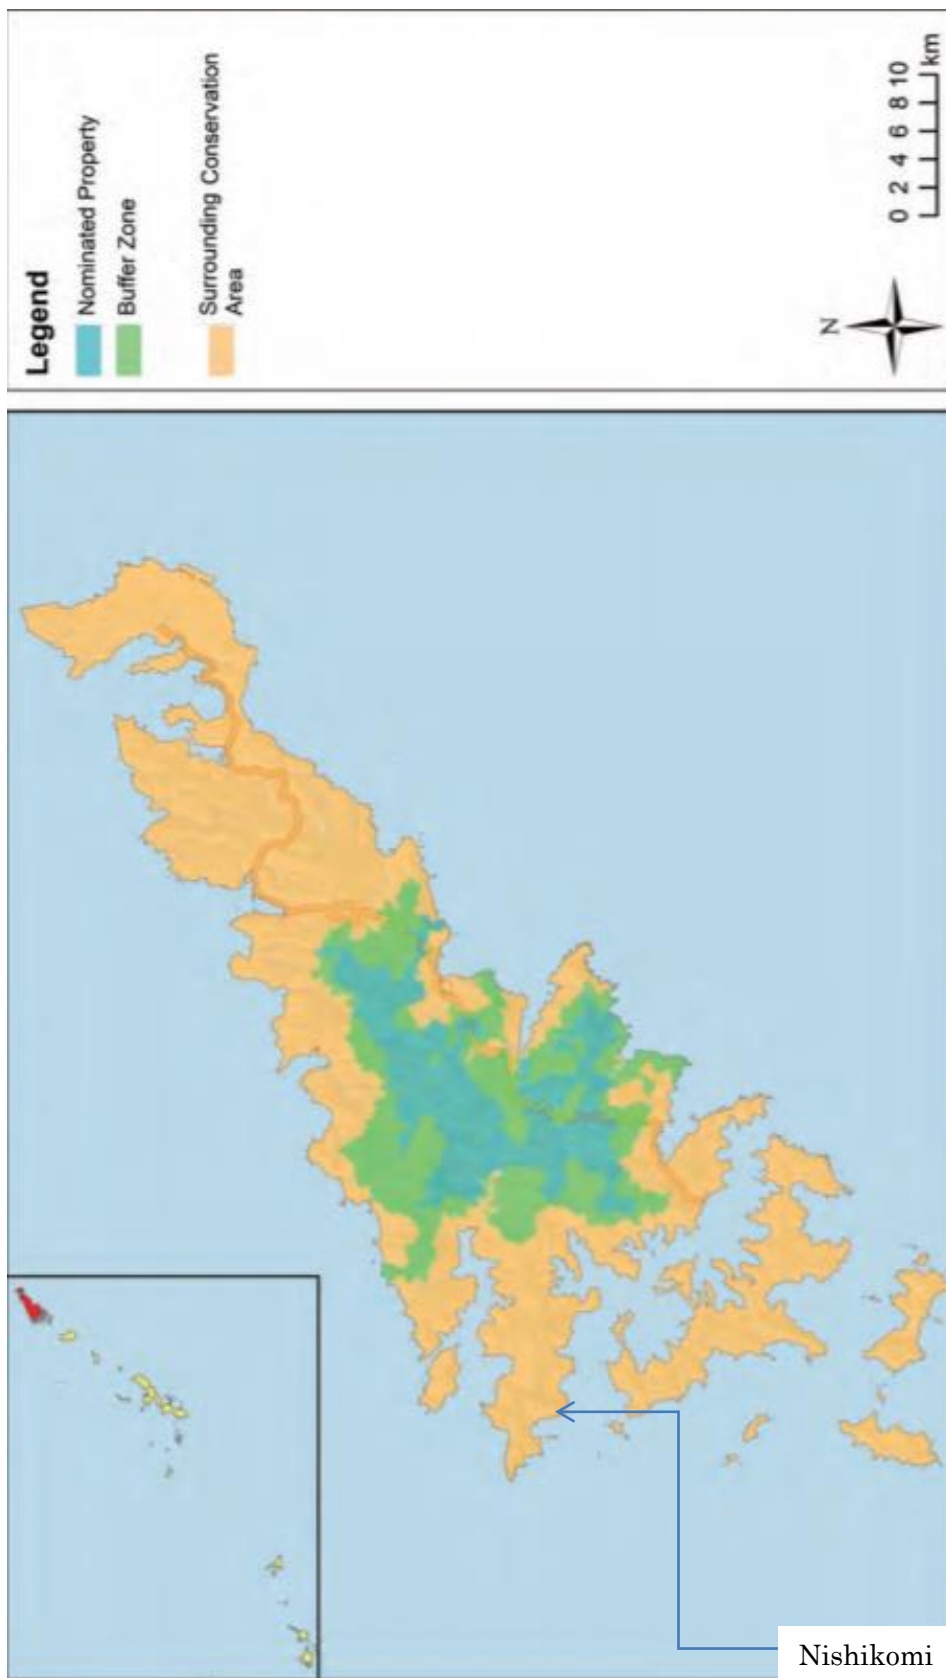 Legend
Nominated Property
Buffer Zone
Surrounding Conservation
Area
N
0 2 4 6 8 10
km
Nishikomi